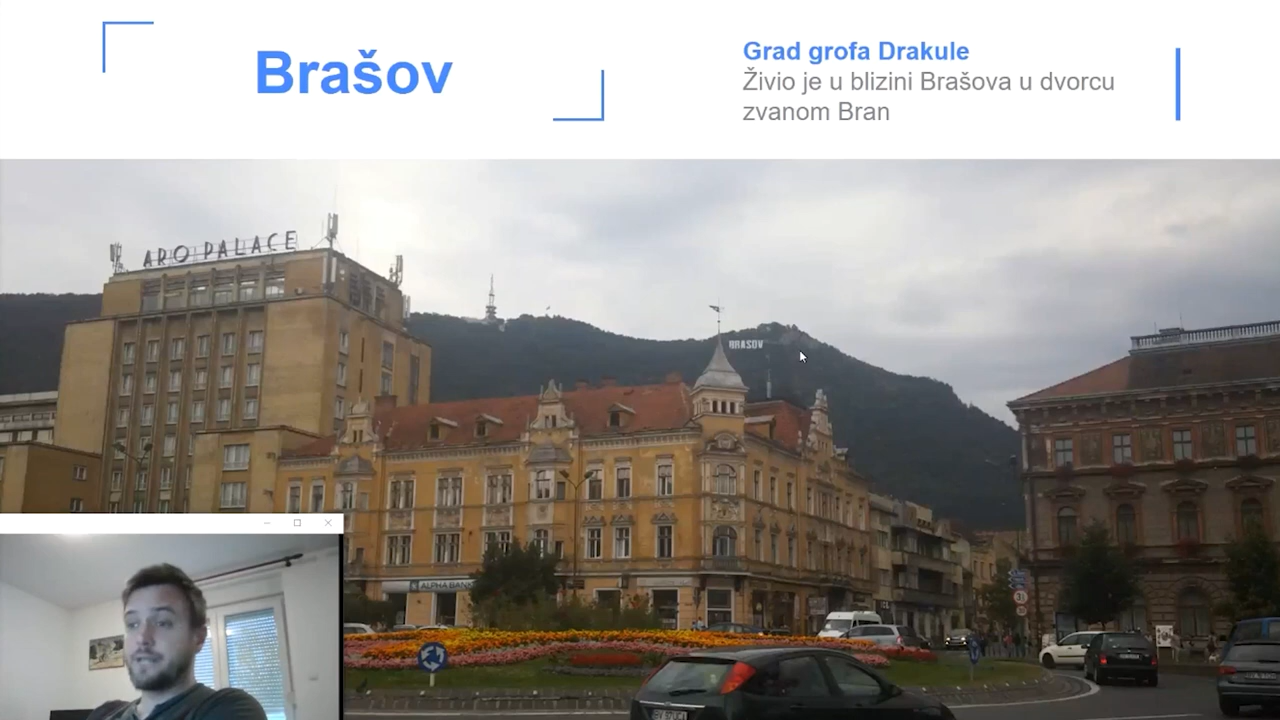 Brašov
Grad grofa Drakule
Živio je u blizini Brašova u dvorcu
zvanom Bran
ARO PALACE
BRASOV
ALPHA BANK